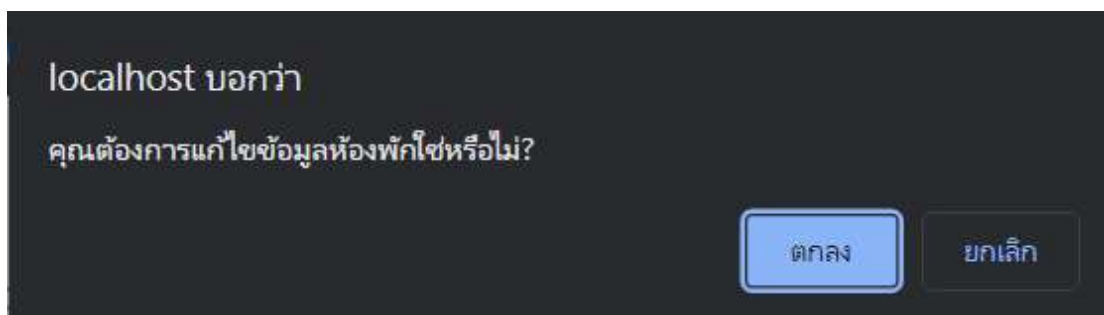 localhost บอกว่า
คุณต้องการแก้ไขข้อมูลห้องพักใช่หรือไม่?
ตกลง ยกเลิก